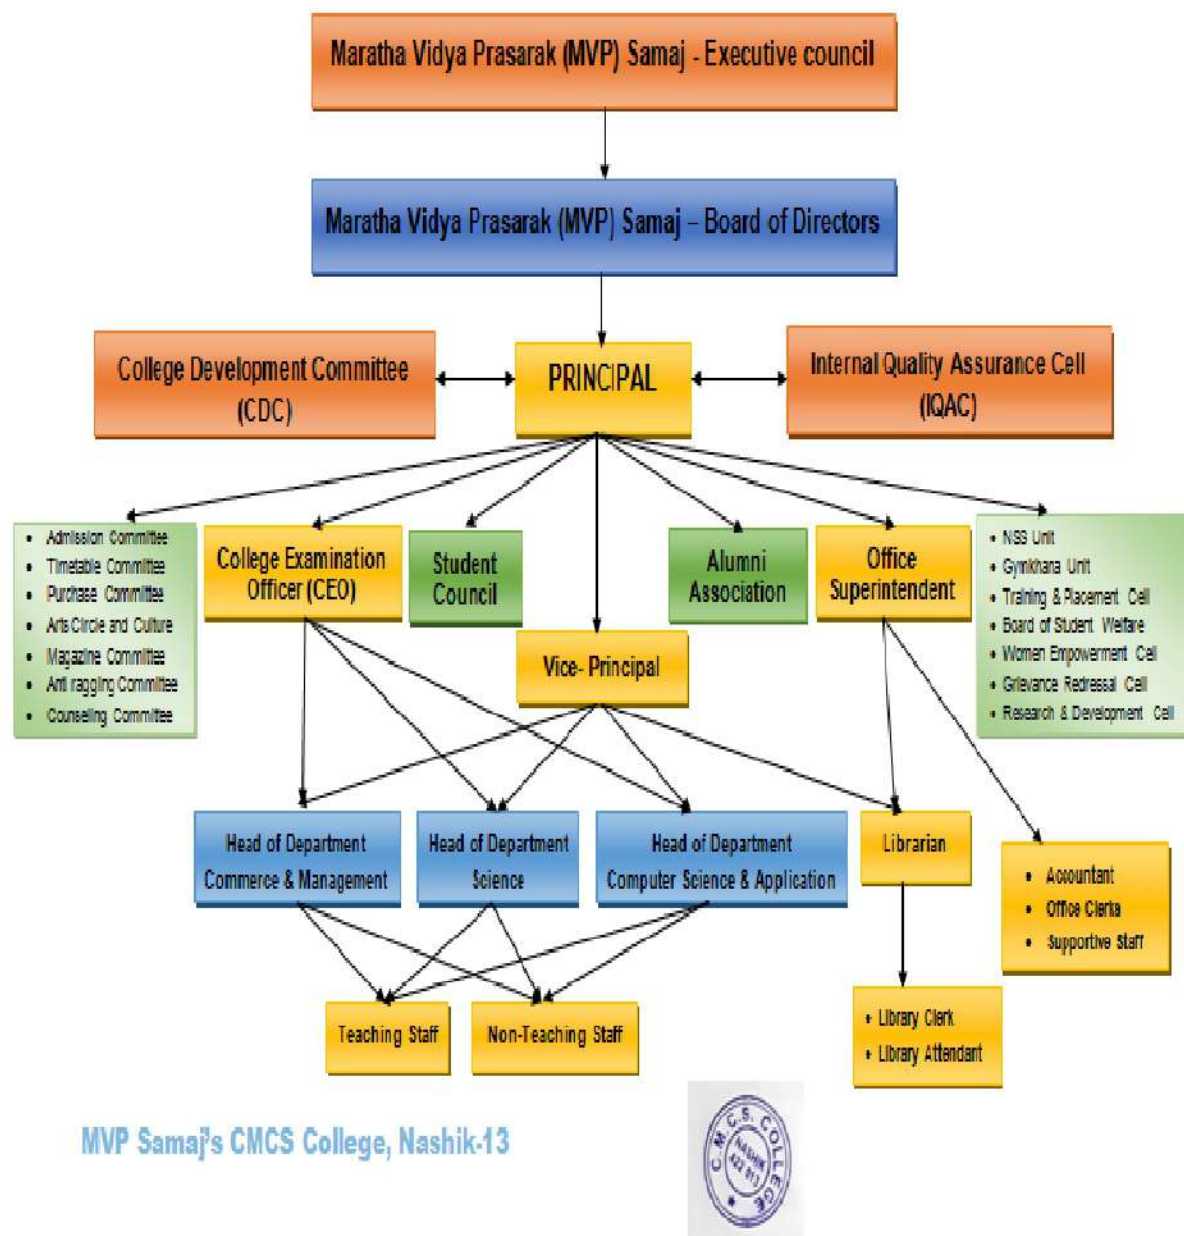 Maratha Vidya Prasarak (MVP) Samaj - Executive council
Maratha Vidya Prasarak (MVP) Samaj – Board of Directors
College Development Committee
(CDC)
PRINCIPAL
Internal Quality Assurance Cell
(IQAC)
• Admission Committee
• Timetable Committee
• Purchase Committee
• Arts Circle and Culture
• Magazine Committee
• Anti ragging Committee
• Counseling Committee
College Examination
Officer (CEO)
Student
Council
Alumni
Association
Office
Superintendent
• NSS Unit
• Gymkhana Unit
• Training & Placement Cell
• Board of Student Welfare
• Women Empowerment Cell
• Grievance Redressal Cell
• Research & Development Cell
Vice- Principal
Head of Department
Commerce & Management
Head of Department
Science
Head of Department
Computer Science & Application
Librarian
• Accountant
• Office Clerks
• Supportive Staff
Teaching Staff
Non-Teaching Staff
• Library Clerk
• Library Attendant
MVP Samaj's CMCS College, Nashik-13
C.M.C.S. COLLEGE
NASHIK
422 013